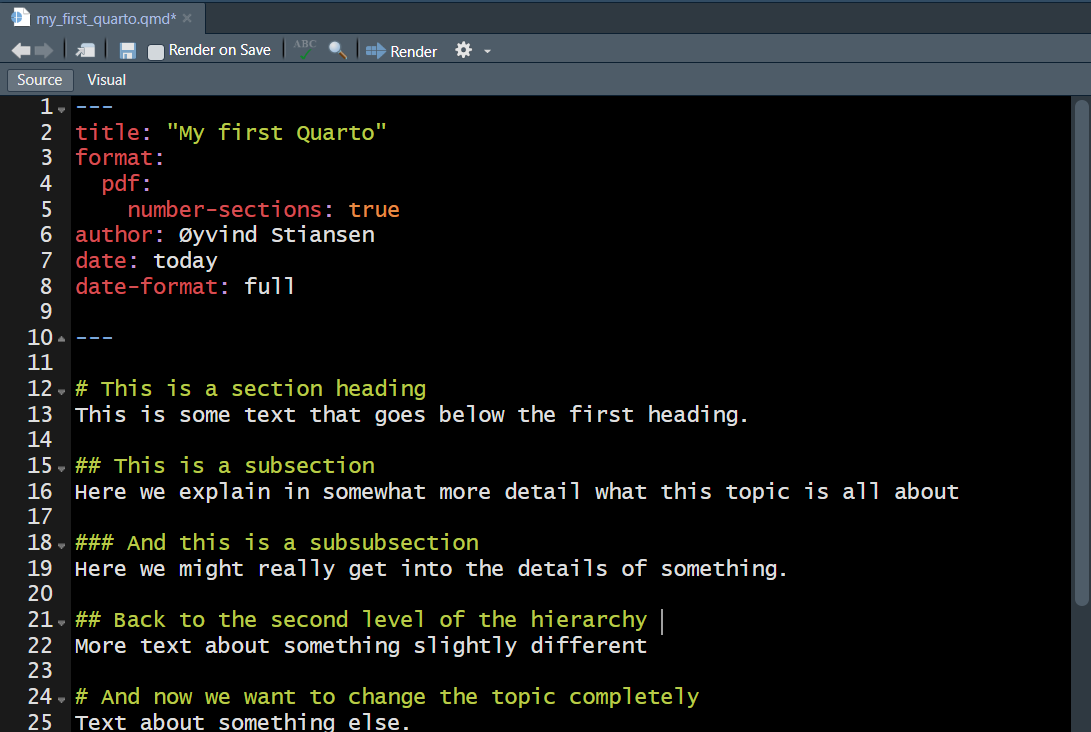 my_first_quarto.qmd*
Render on Save ABC Render
Source Visual
1 ---
2 title: "My first Quarto"
3 format:
4   pdf:
5     number-sections: true
6 author: Øyvind Stiansen
7 date: today
8 date-format: full
9
10 ---
11
12 # This is a section heading
13 This is some text that goes below the first heading.
14
15 ## This is a subsection
16 Here we explain in somewhat more detail what this topic is all about
17
18 ### And this is a subsubsection
19 Here we might really get into the details of something.
20
21 ## Back to the second level of the hierarchy
22 More text about something slightly different
23
24 # And now we want to change the topic completely
25 Text about something else.